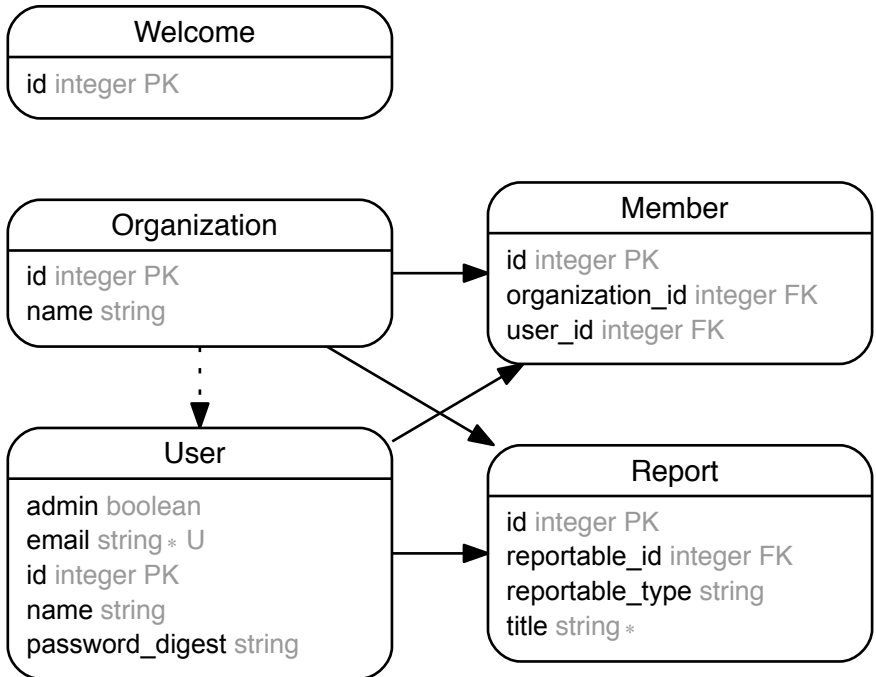 Welcome
id integer PK
Organization
id integer PK
name string
Member
id integer PK
organization_id integer FK
user_id integer FK
User
admin boolean
email string∗ U
id integer PK
name string
password_digest string
Report
id integer PK
reportable_id integer FK
reportable_type string
title string∗